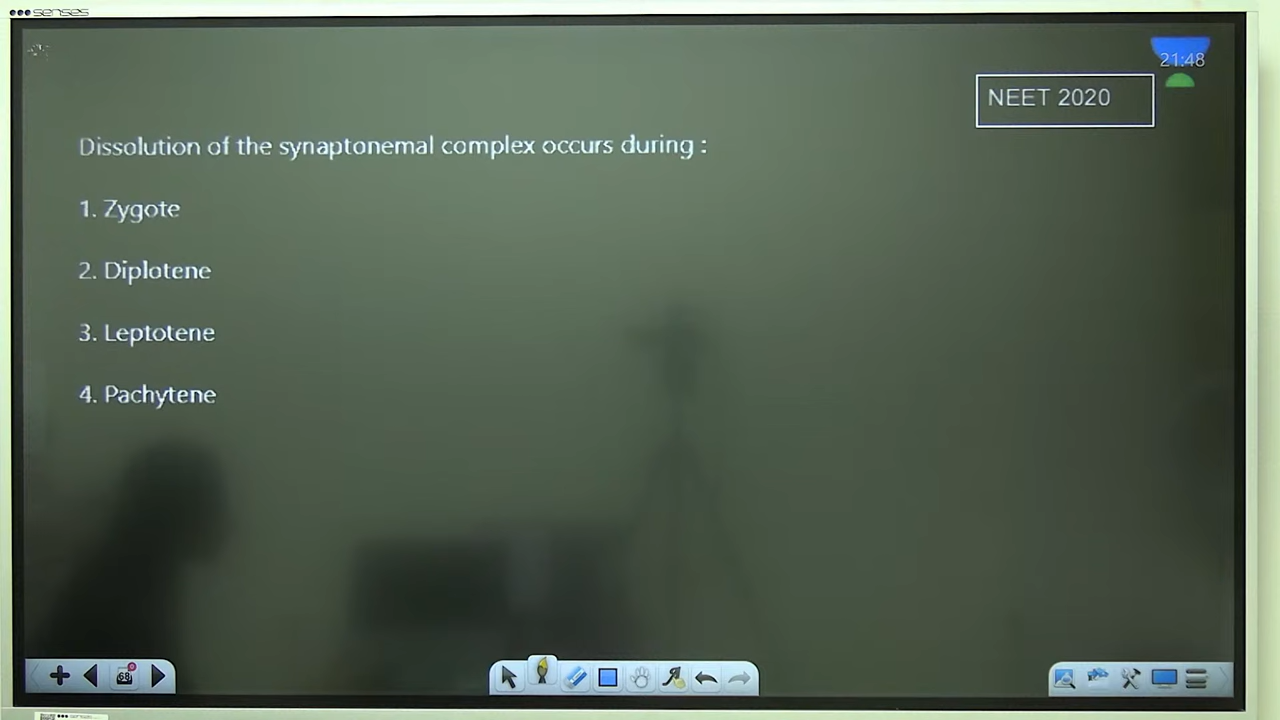 senses
21:48
NEET 2020
Dissolution of the synaptonemal complex occurs during :
1. Zygote
2. Diplotene
3. Leptotene
4. Pachytene
68